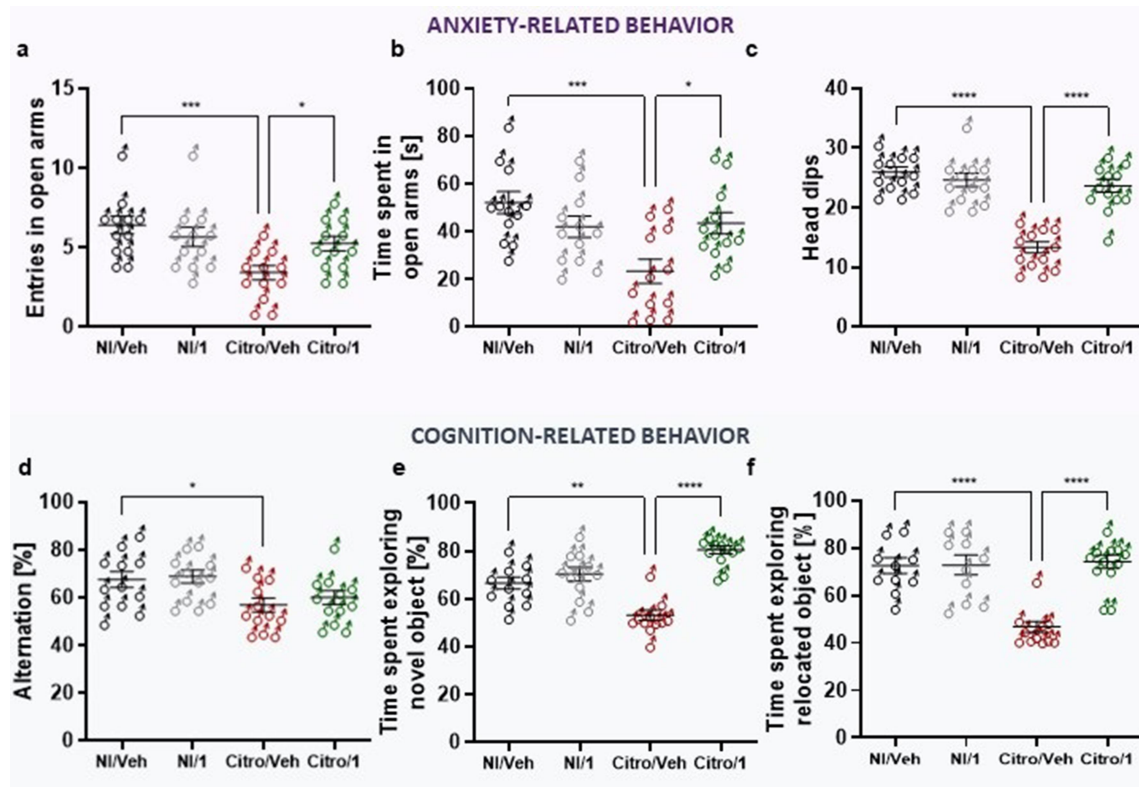 ANXIETY-RELATED BEHAVIOR
a
Entries in open arms
15
10
5
0
***
*
NI/Veh NI/1 Citro/Veh Citro/1
b
Time spent in
open arms [s]
100
80
60
40
20
0
***
*
NI/Veh NI/1 Citro/Veh Citro/1
c
Head dips
40
30
20
10
0
****
****
NI/Veh NI/1 Citro/Veh Citro/1
COGNITION-RELATED BEHAVIOR
d
Alternation [%]
100
80
60
40
20
0
*
NI/Veh NI/1 Citro/Veh Citro/1
e
Time spent exploring
novel object [%]
100
80
60
40
20
0
**
****
NI/Veh NI/1 Citro/Veh Citro/1
f
Time spent exploring
relocated object [%]
100
80
60
40
20
0
****
****
NI/Veh NI/1 Citro/Veh Citro/1